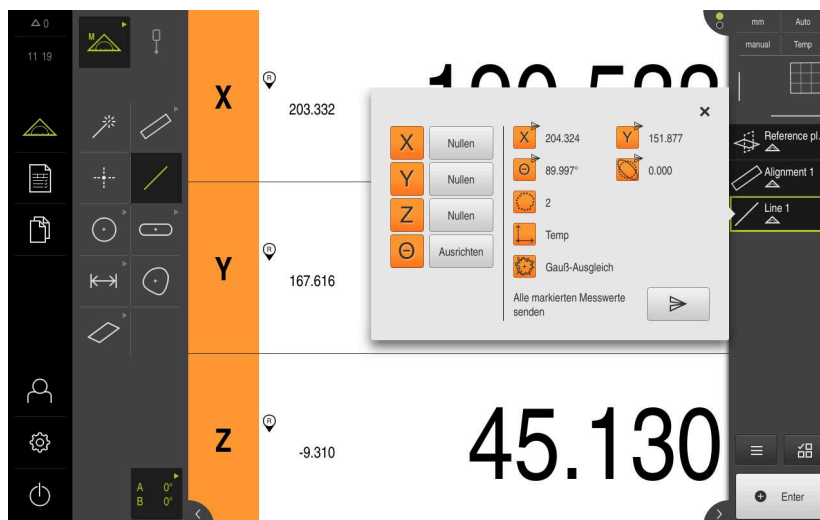 0
11 19
M
A 0°
B 0°
X
R
203.332
Y
R
167.616
Z
R
-9.310
45.130
X Nullen
Y Nullen
Z Nullen
Θ Ausrichten
X 204.324
Y 151.877
Θ 89.997°
0.000
2
Temp
Gauß-Ausgleich
Alle markierten Messwerte
senden
mm Auto
manual Temp
Reference pl.
Alignment 1
Line 1
Enter